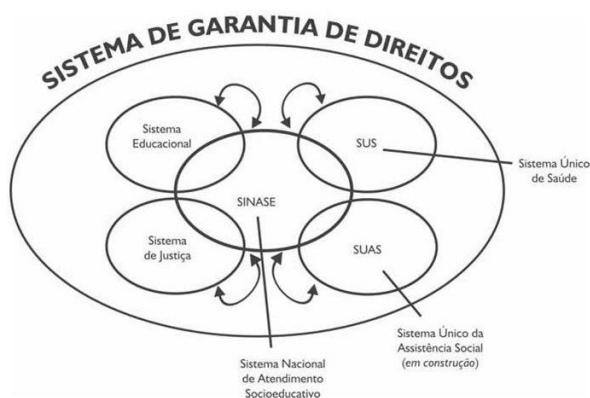 SISTEMA DE GARANTIA DE DIREITOS
Sistema
Educacional
SUS
Sistema Único
de Saúde
SINASE
Sistema
de Justiça
SUAS
Sistema Único da
Assistência Social
(em construção)
Sistema Nacional
de Atendimento
Socioeducativo